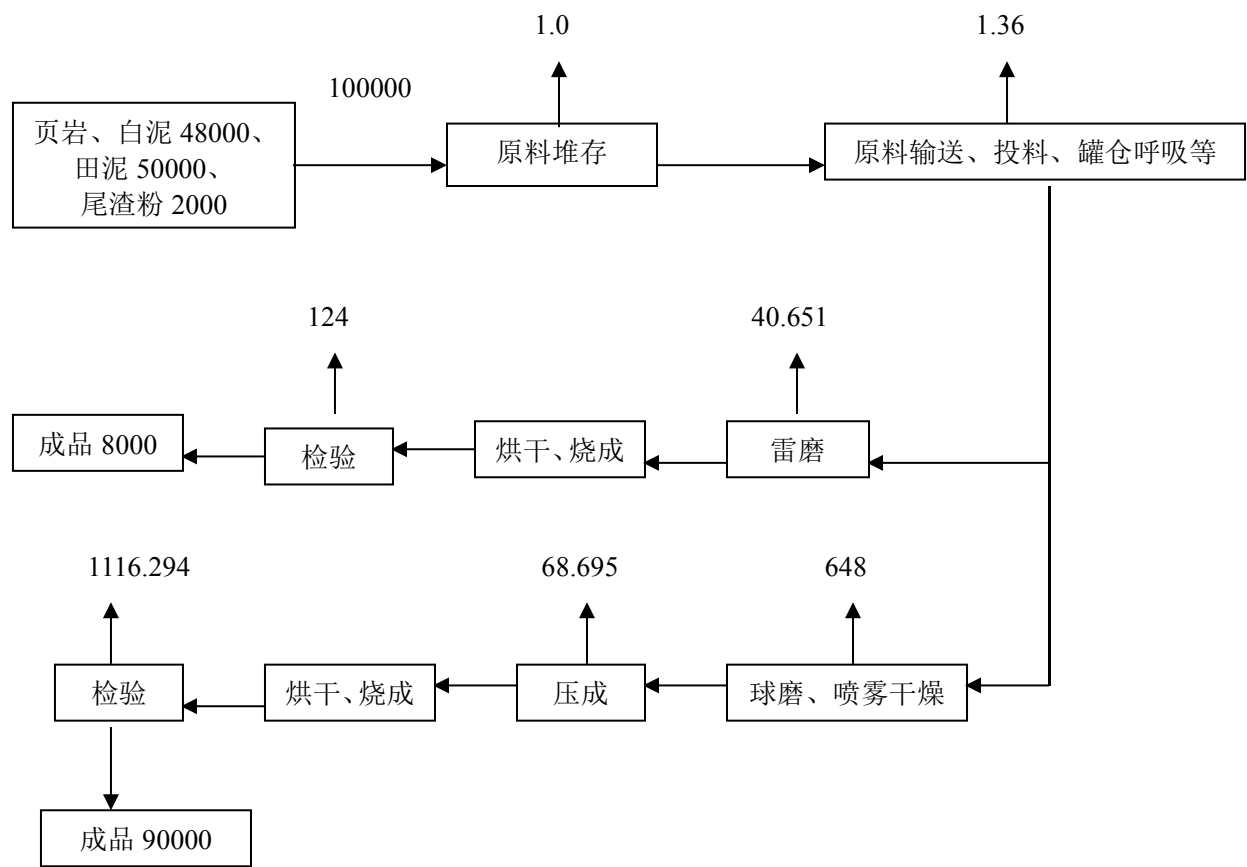 1.0
1.36
100000
页岩、白泥 48000、
田泥 50000、
尾渣粉 2000
原料堆存
原料输送、投料、罐仓呼吸等
124
40.651
成品 8000
检验
烘干、烧成
雷磨
1116.294
68.695
648
检验
烘干、烧成
压成
球磨、喷雾干燥
成品 90000